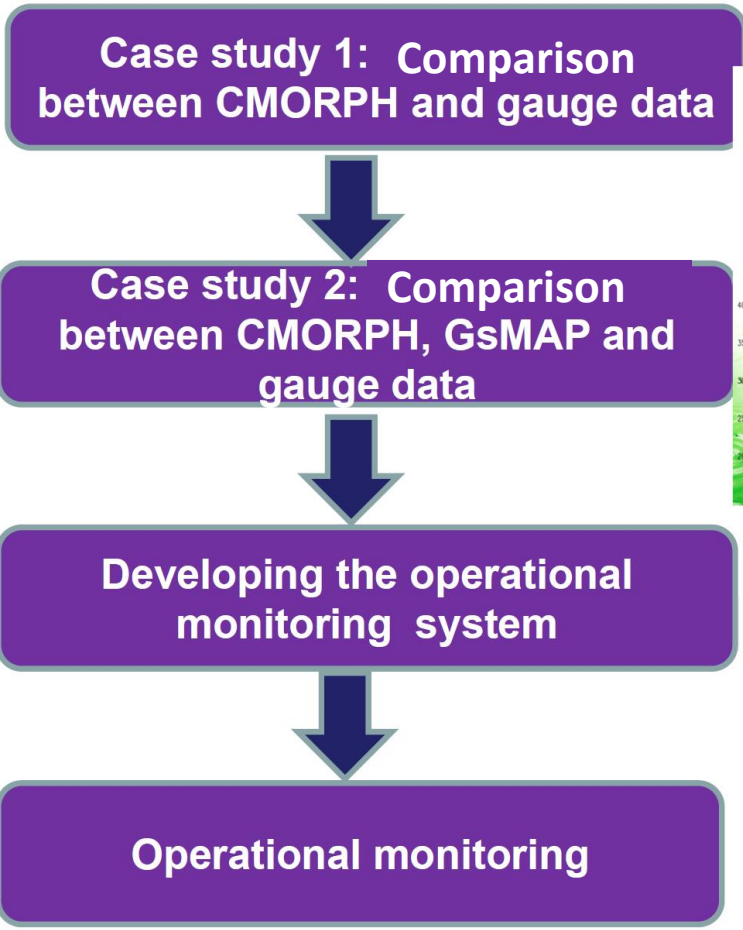 Case study 1: Comparison
between CMORPH and gauge data
Case study 2: Comparison
between CMORPH, GsMAP and
gauge data
Developing the operational
monitoring system
Operational monitoring